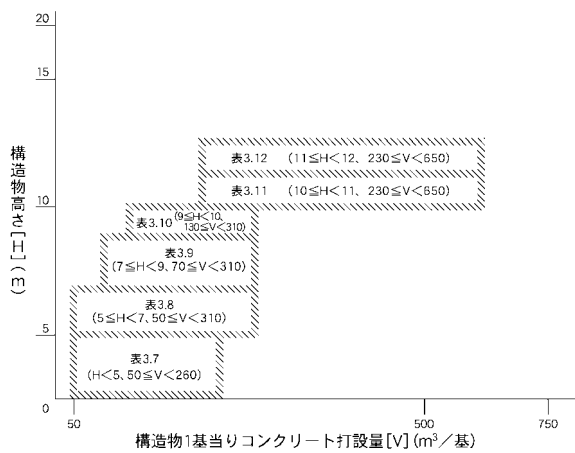 20
15
10
5
0
構造物高さ[H](m)
表3.12 (11≦H<12、230≦V<650)
表3.11 (10≦H<11、230≦V<650)
表3.10 (9≦H<10、
130≦V<310)
表3.9
(7≦H<9、70≦V<310)
表3.8
(5≦H<7、50≦V<310)
表3.7
(H<5、50≦V<260)
50 500 750
構造物1基当りコンクリート打設量[V](m³/基)